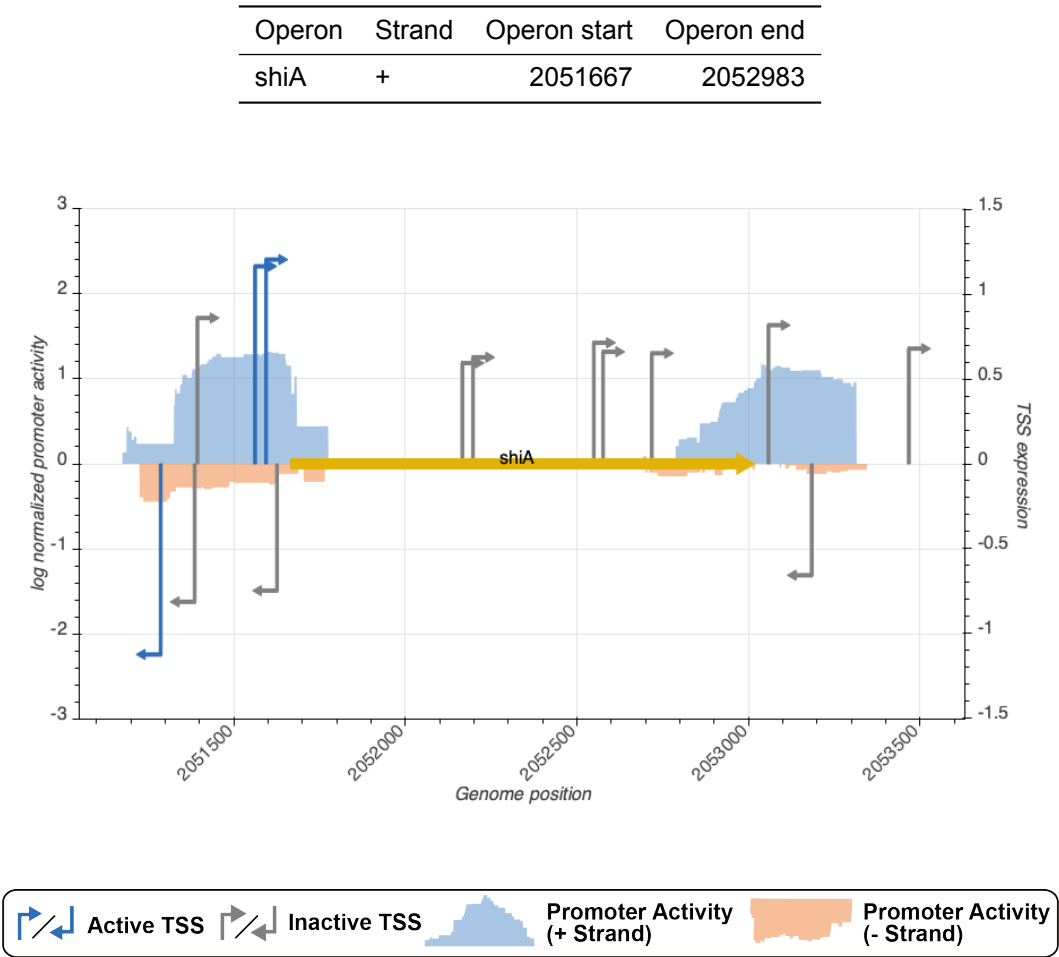 Operon Strand Operon start Operon end
shiA + 2051667 2052983
3
2
1
0
-1
-2
-3
log normalized promoter activity
1.5
1
0.5
0
-0.5
-1
-1.5
TSS expression
shiA
2051500 2052000 2052500 2053000 2053500
Genome position
Active TSS
Inactive TSS
Promoter Activity
(+ Strand)
Promoter Activity
(- Strand)